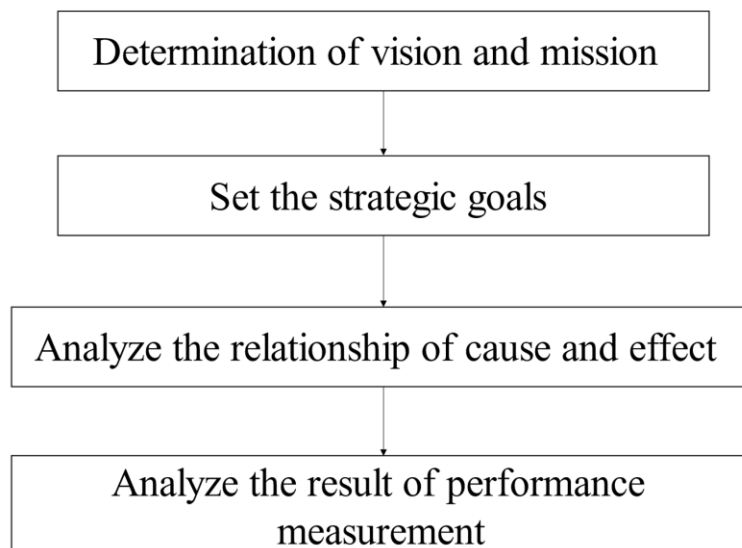 Determination of vision and mission
Set the strategic goals
Analyze the relationship of cause and effect
Analyze the result of performance
measurement